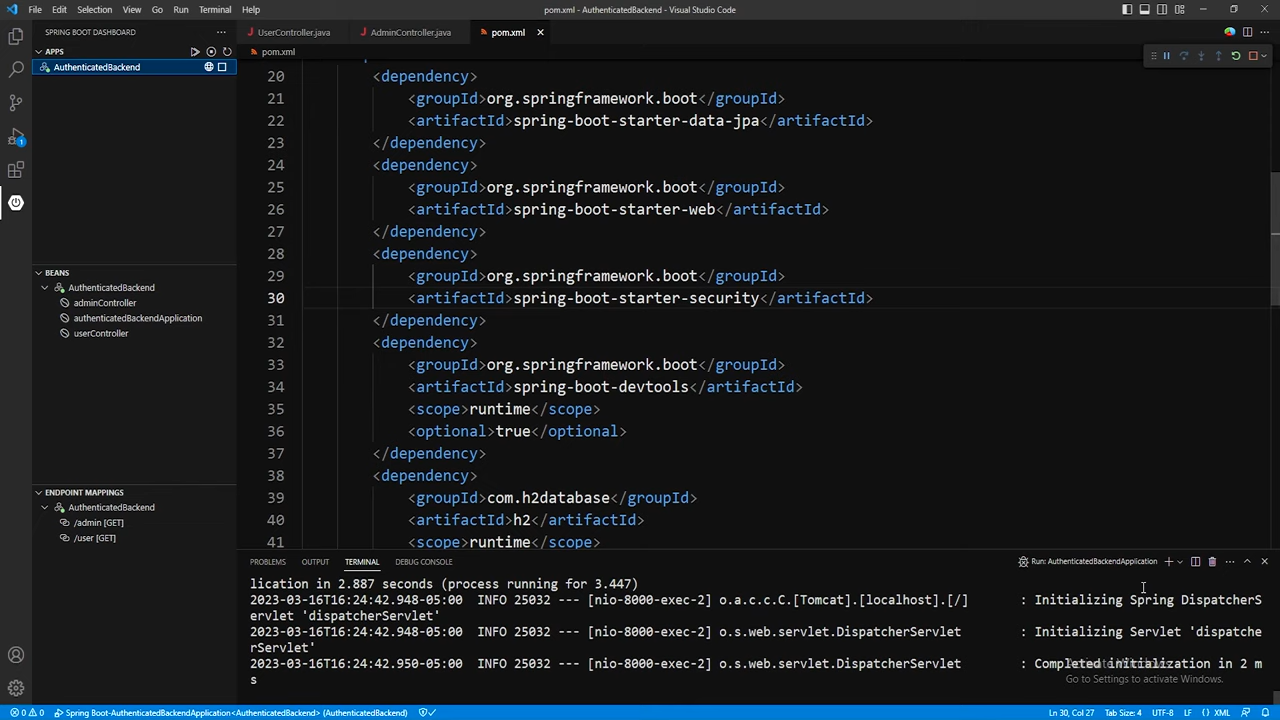 File Edit Selection View Go Run Terminal Help
pom.xml - AuthenticatedBackend - Visual Studio Code
SPRING BOOT DASHBOARD
UserController.java
AdminController.java
pom.xml
APPS
pom.xml
AuthenticatedBackend
20 <dependency>
21 <groupId>org.springframework.boot</groupId>
22 <artifactId>spring-boot-starter-data-jpa</artifactId>
23 </dependency>
24 <dependency>
25 <groupId>org.springframework.boot</groupId>
26 <artifactId>spring-boot-starter-web</artifactId>
27 </dependency>
28 <dependency>
29 <groupId>org.springframework.boot</groupId>
30 <artifactId>spring-boot-starter-security</artifactId>
31 </dependency>
32 <dependency>
33 <groupId>org.springframework.boot</groupId>
34 <artifactId>spring-boot-devtools</artifactId>
35 <scope>runtime</scope>
36 <optional>true</optional>
37 </dependency>
38 <dependency>
39 <groupId>com.h2database</groupId>
40 <artifactId>h2</artifactId>
41 <scope>runtime</scope>
1
BEANS
AuthenticatedBackend
adminController
authenticatedBackendApplication
userController
ENDPOINT MAPPINGS
AuthenticatedBackend
/admin [GET]
/user [GET]
PROBLEMS OUTPUT TERMINAL DEBUG CONSOLE
Run: AuthenticatedBackendApplication
lication in 2.887 seconds (process running for 3.447)
2023-03-16T16:24:42.948-05:00 INFO 25032 --- [nio-8000-exec-2] o.a.c.c.C.[Tomcat].[localhost].[/] : Initializing Spring DispatcherS
ervlet 'dispatcherServlet'
2023-03-16T16:24:42.948-05:00 INFO 25032 --- [nio-8000-exec-2] o.s.web.servlet.DispatcherServlet : Initializing Servlet 'dispatche
rServlet'
2023-03-16T16:24:42.950-05:00 INFO 25032 --- [nio-8000-exec-2] o.s.web.servlet.DispatcherServlet : Completed initialization in 2 m
s
Activate Windows
Go to Settings to activate Windows.
0 0 Spring Boot-AuthenticatedBackendApplication<AuthenticatedBackend> (AuthenticatedBackend)
Ln 30, Col 27 Tab Size: 4 UTF-8 LF {} XML